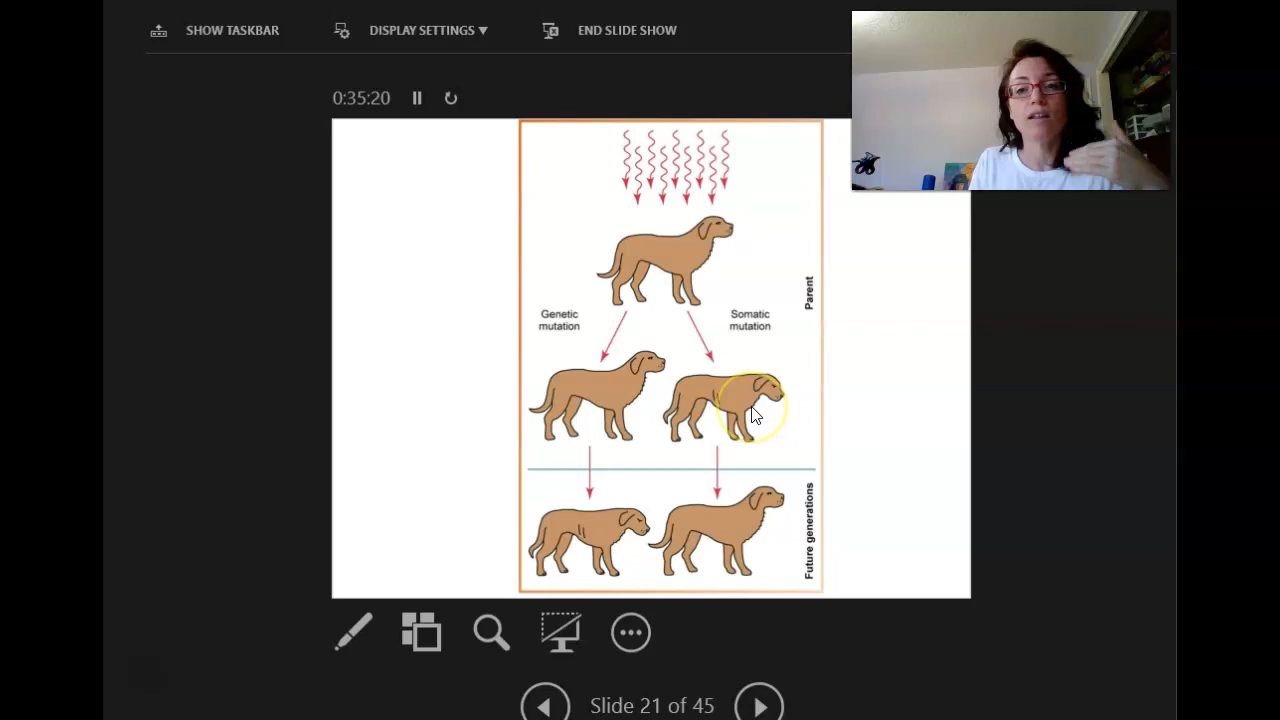 SHOW TASKBAR
DISPLAY SETTINGS ▼
END SLIDE SHOW
0:35:20
Parent
Genetic
mutation
Somatic
mutation
Future generations
Slide 21 of 45